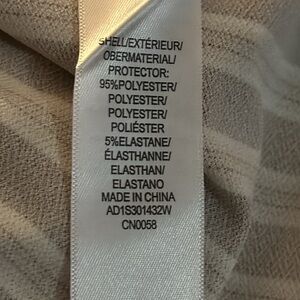 SHELL/EXTÉRIEUR/
OBERMATERIAL/
PROTECTOR:
95%POLYESTER/
POLYESTER/
POLYESTER/
POLIÉSTER
5%ELASTANE/
ÉLASTHANNE/
ELASTHAN/
ELASTANO
MADE IN CHINA
AD1S301432W
CN0058